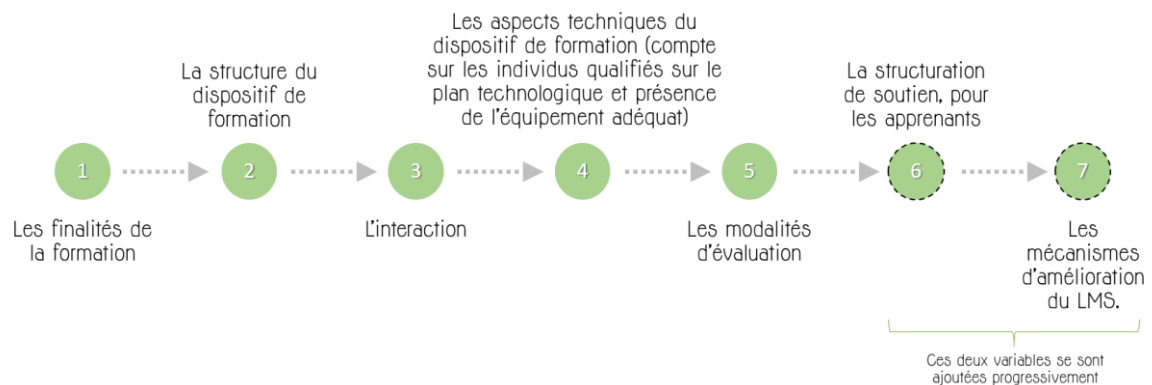 1
Les finalités de
la formation
La structure du
dispositif de
formation
2
3
L'interaction
Les aspects techniques du
dispositif de formation (compte
sur les individus qualifiés sur le
plan technologique et présence
de l'équipement adéquat)
4
5
Les modalités
d'évaluation
La structuration
de soutien, pour
les apprenants
6
7
Les
mécanismes
d'amélioration
du LMS.
Ces deux variables se sont
ajoutées progressivement